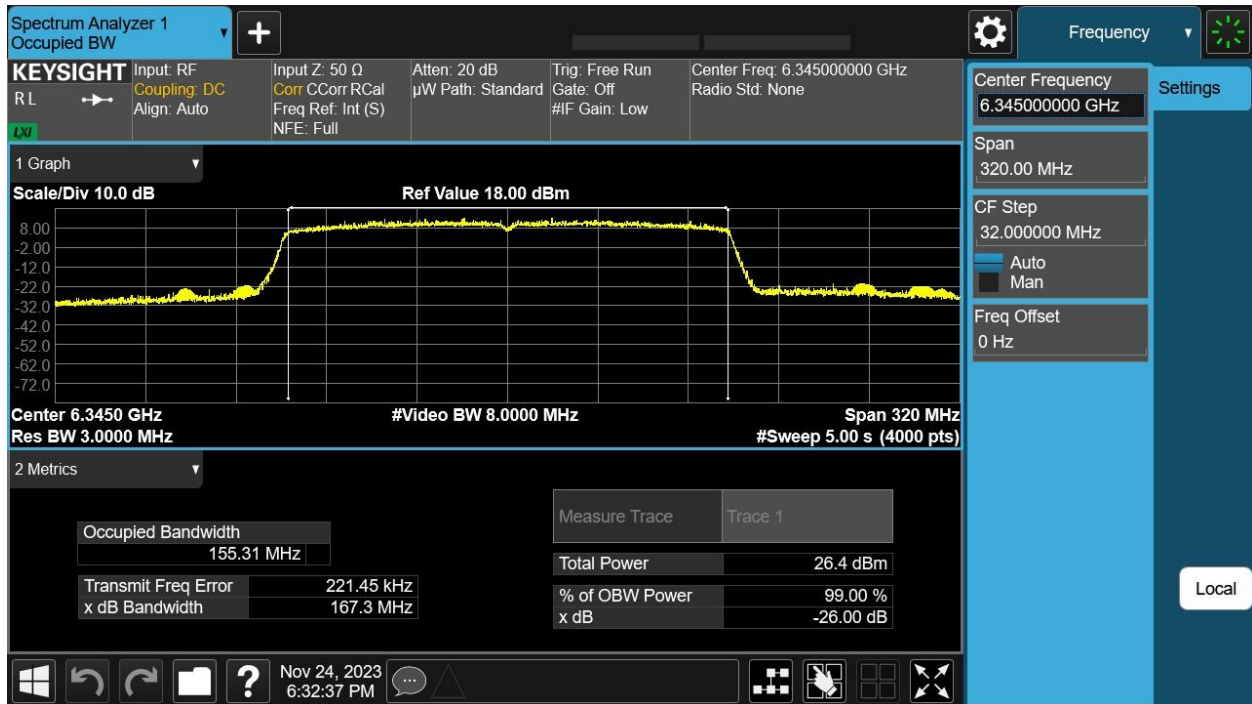 Spectrum Analyzer 1
Occupied BW
+
Frequency
KEYSIGHT
RL
LXI
Input: RF
Coupling: DC
Align: Auto
Input Z: 50 Ω
Corr CCorr RCal
Freq Ref: Int (S)
NFE: Full
Atten: 20 dB
µW Path: Standard
Trig: Free Run
Gate: Off
#IF Gain: Low
Center Freq: 6.345000000 GHz
Radio Std: None
Center Frequency
6.345000000 GHz
Settings
Span
320.00 MHz
CF Step
32.000000 MHz
Auto
Man
Freq Offset
0 Hz
1 Graph
Scale/Div 10.0 dB
Ref Value 18.00 dBm
8.00
-2.00
-12.0
-22.0
-32.0
-42.0
-52.0
-62.0
-72.0
Center 6.3450 GHz
#Video BW 8.0000 MHz
Span 320 MHz
Res BW 3.0000 MHz
#Sweep 5.00 s (4000 pts)
2 Metrics
Occupied Bandwidth
155.31 MHz
Transmit Freq Error 221.45 kHz
x dB Bandwidth 167.3 MHz
Measure Trace Trace 1
Total Power 26.4 dBm
% of OBW Power 99.00 %
x dB -26.00 dB
Local
?
Nov 24, 2023
6:32:37 PM